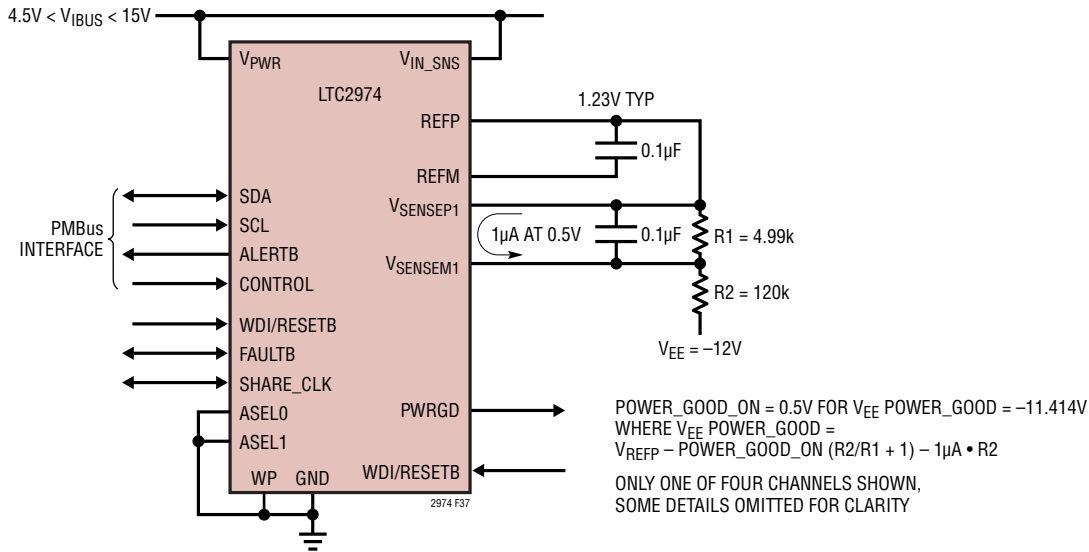 4.5V < VIBUS < 15V
VPWR
VIN_SNS
LTC2974
1.23V TYP
REFP
0.1µF
REFM
SDA
VSENSEP1
PMBus
INTERFACE
SCL
1µA AT 0.5V
0.1µF
R1 = 4.99k
ALERTB
VSENSEM1
CONTROL
R2 = 120k
WDI/RESETB
VEE = –12V
FAULTB
SHARE_CLK
ASEL0
PWRGD
ASEL1
WP
GND
WDI/RESETB
2974 F37
POWER_GOOD_ON = 0.5V FOR VEE POWER_GOOD = –11.414V
WHERE VEE POWER_GOOD =
VREFP – POWER_GOOD_ON (R2/R1 + 1) – 1µA • R2
ONLY ONE OF FOUR CHANNELS SHOWN,
SOME DETAILS OMITTED FOR CLARITY